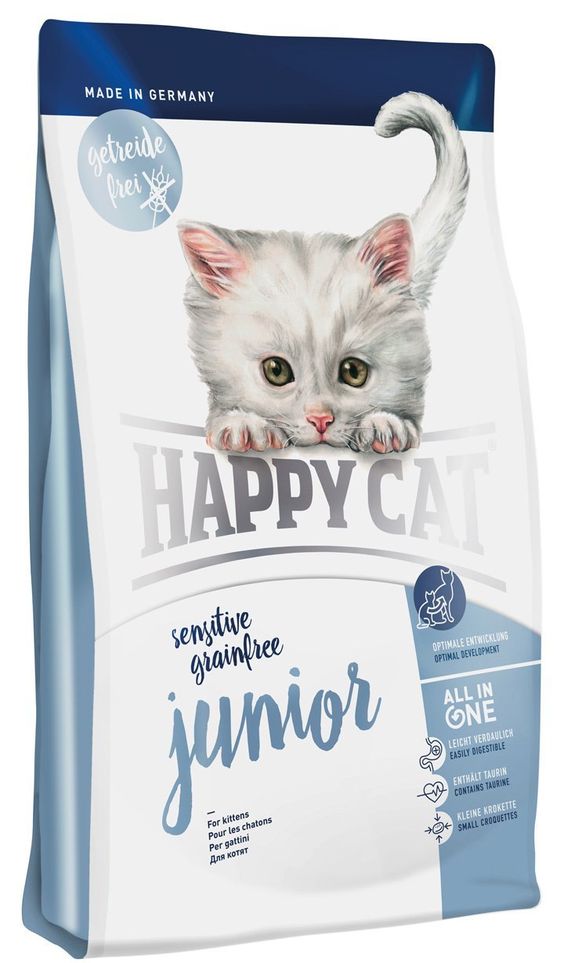 MADE IN GERMANY
getreide
frei
HAPPY CAT®
sensitive
grainfree
junior
For kittens
Pour les chatons
Per gattini
Для котят
OPTIMALE ENTWICKLUNG
OPTIMAL DEVELOPMENT
ALL IN
ONE
LEICHT VERDAULICH
EASILY DIGESTIBLE
ENTHÄLT TAURIN
CONTAINS TAURINE
KLEINE KROKETTE
SMALL CROQUETTES